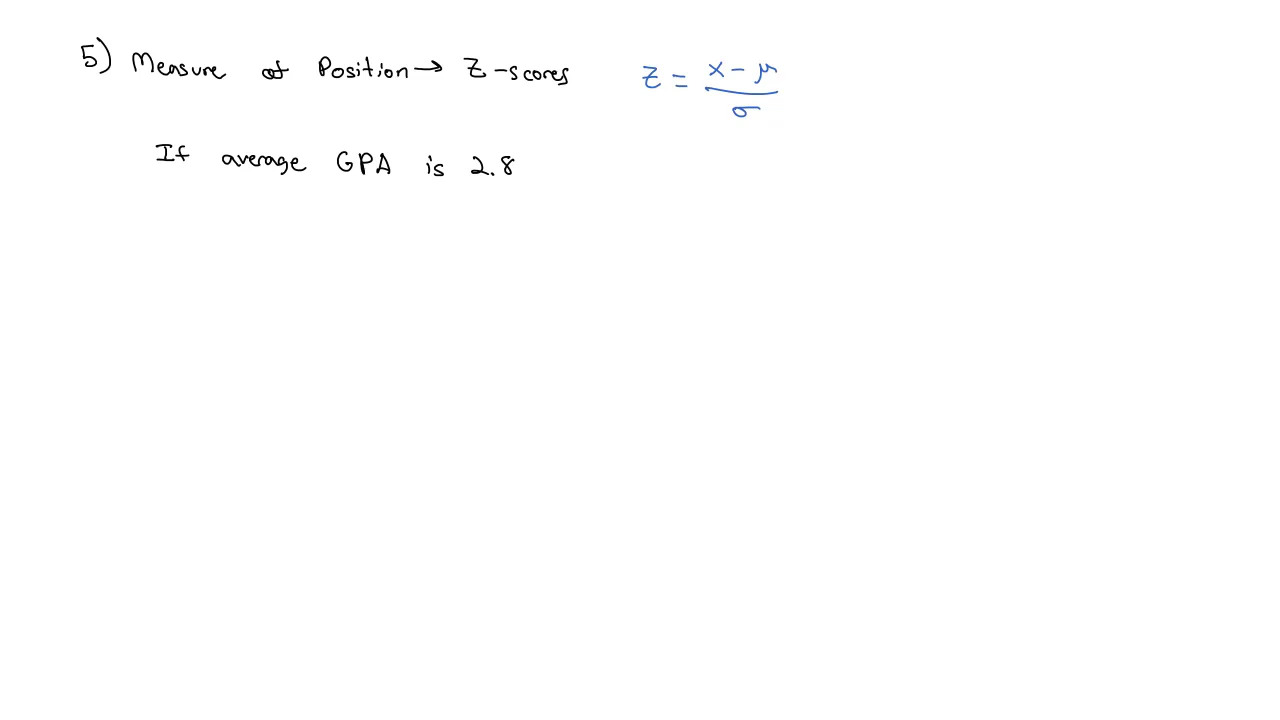 5) Measure of Position → Z-scores z = x - μ / σ
If average GPA is 2.8